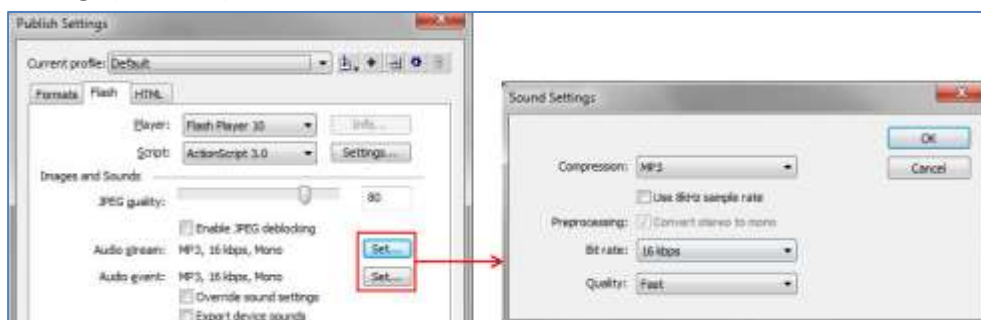 Publish Settings
Current profile: Default
Formats Flash HTML
Player: Flash Player 10 Info...
Script: ActionScript 3.0 Settings...
Images and Sounds
JPEG quality: 80
Enable JPEG deblocking
Audio stream: MP3, 16 kbps, Mono Set...
Audio event: MP3, 16 kbps, Mono Set...
Override sound settings
Export device sounds
Sound Settings
OK
Compression: MP3 Cancel
Use 8kHz sample rate
Preprocessing: Convert stereo to mono
Bit rate: 16 kbps
Quality: Fast